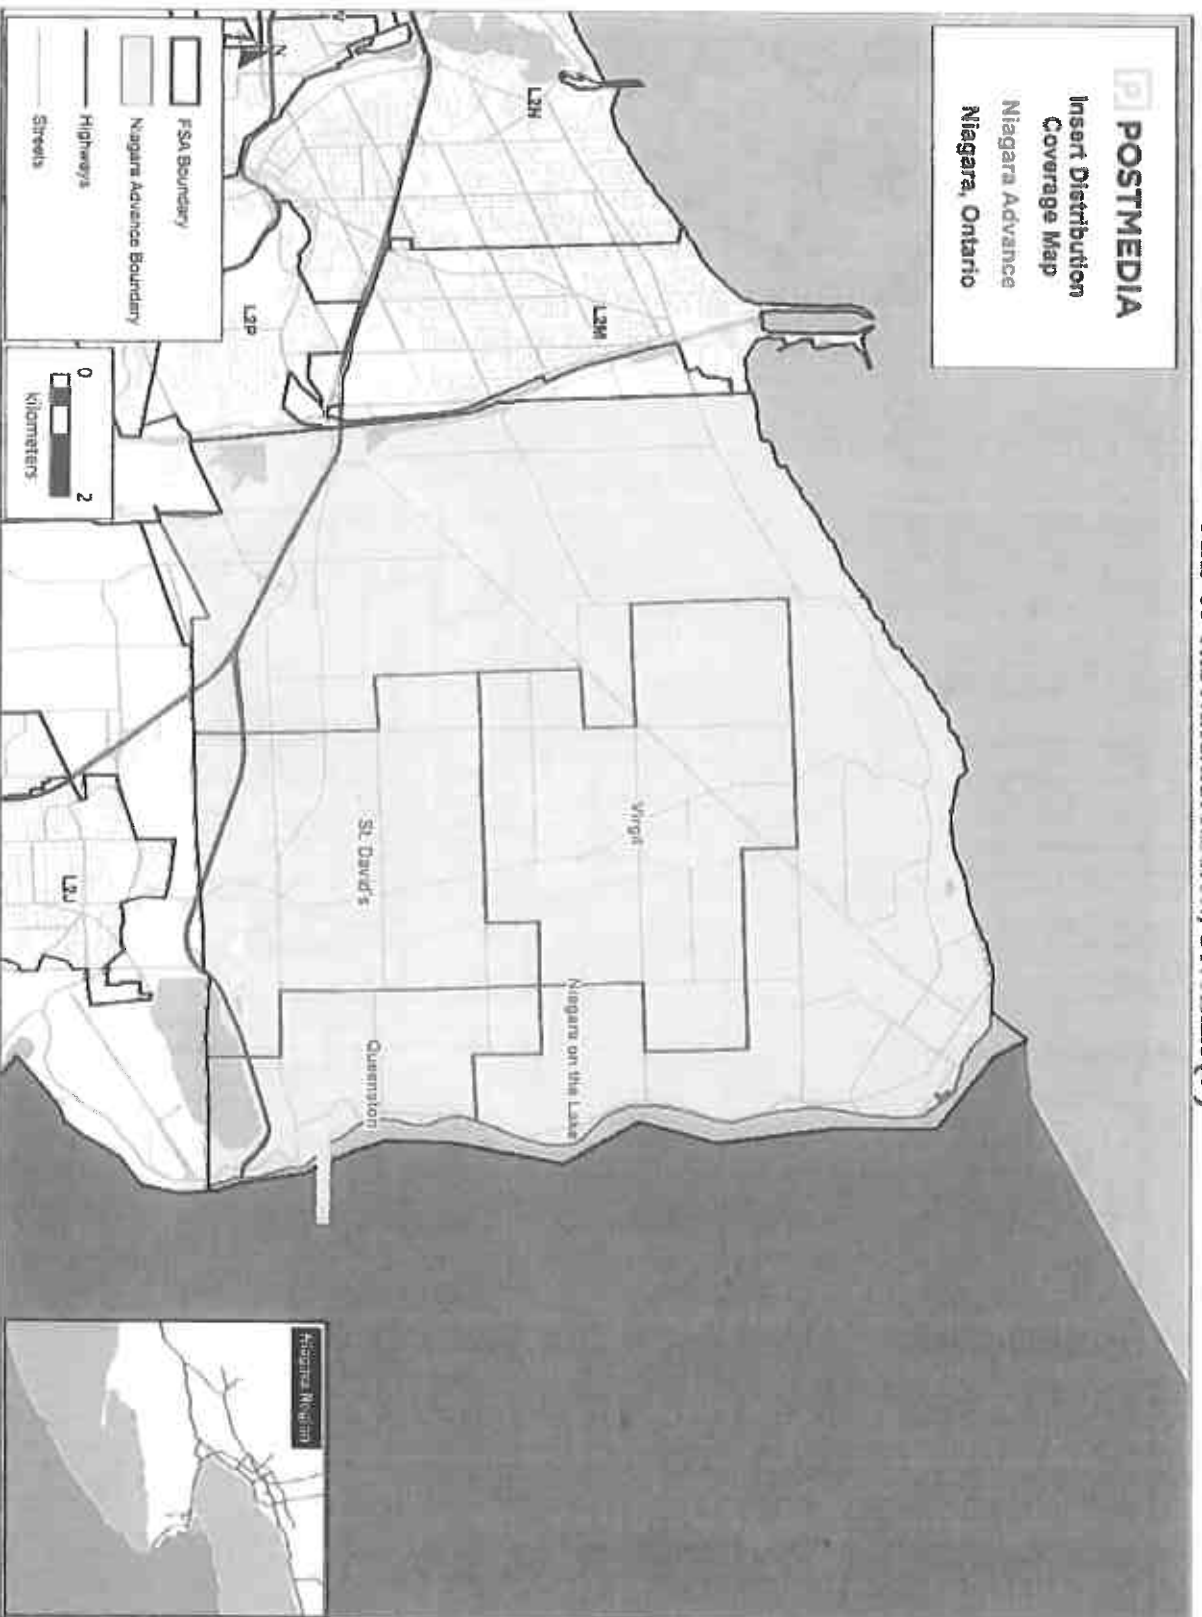 P POSTMEDIA
Insert Distribution
Coverage Map
Niagara Advance
Niagara, Ontario
L2N
L2M
L2P
Virgil
St. David's
Niagara on the Lake
Queenston
L2J
N
FSA Boundary
Niagara Advance Boundary
Highways
Streets
0 2
kilometers
Niagara Region